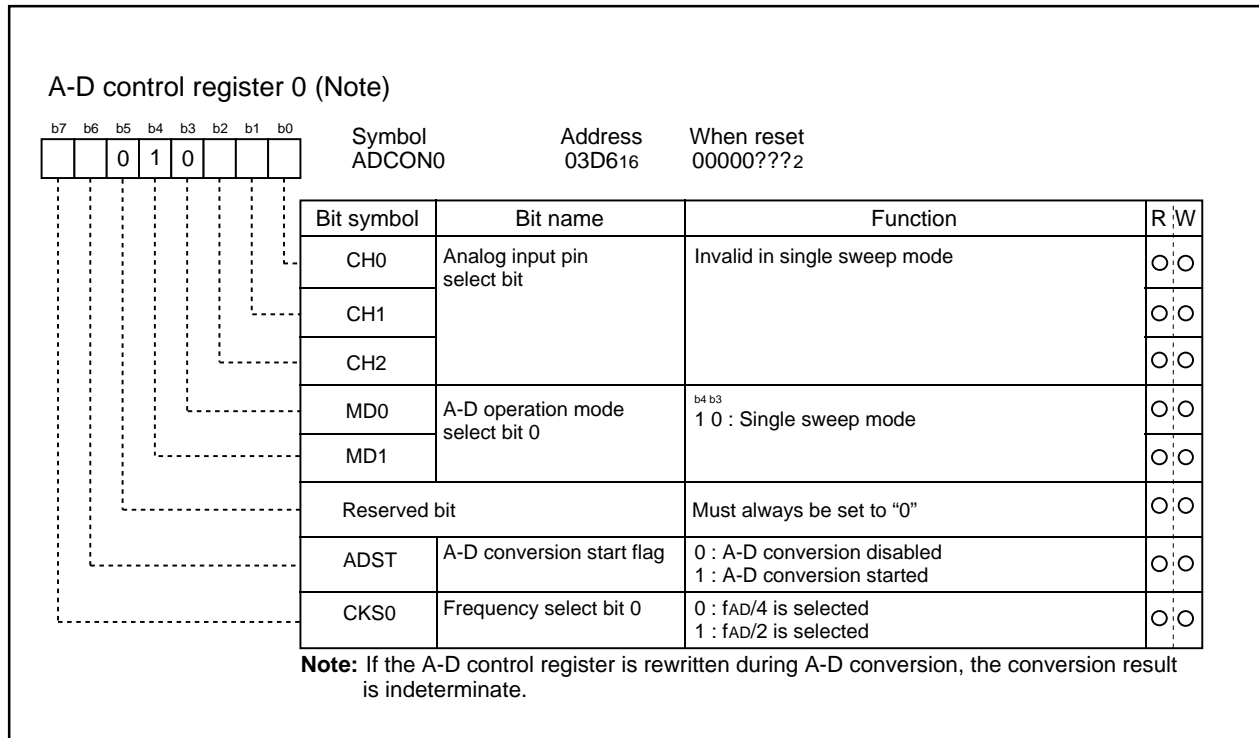 A-D control register 0 (Note)
b7 b6 b5 b4 b3 b2 b1 b0
0 1 0
Symbol Address When reset
ADCON0 03D616 00000???2
Bit symbol Bit name Function R W
CH0 Analog input pin select bit Invalid in single sweep mode O O
CH1 O O
CH2 O O
MD0 A-D operation mode select bit 0 b4 b3 1 0 : Single sweep mode O O
MD1 O O
Reserved bit Must always be set to “0” O O
ADST A-D conversion start flag 0 : A-D conversion disabled O O
1 : A-D conversion started
CKS0 Frequency select bit 0 0 : fAD/4 is selected O O
1 : fAD/2 is selected
Note: If the A-D control register is rewritten during A-D conversion, the conversion result
is indeterminate.